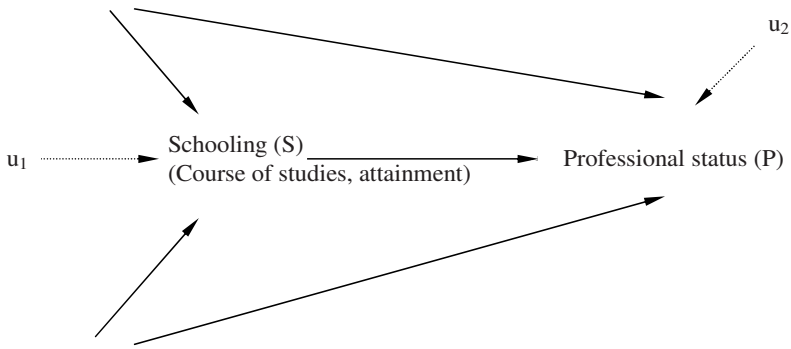 u2
Schooling (S)
u1
(Course of studies, attainment)
Professional status (P)